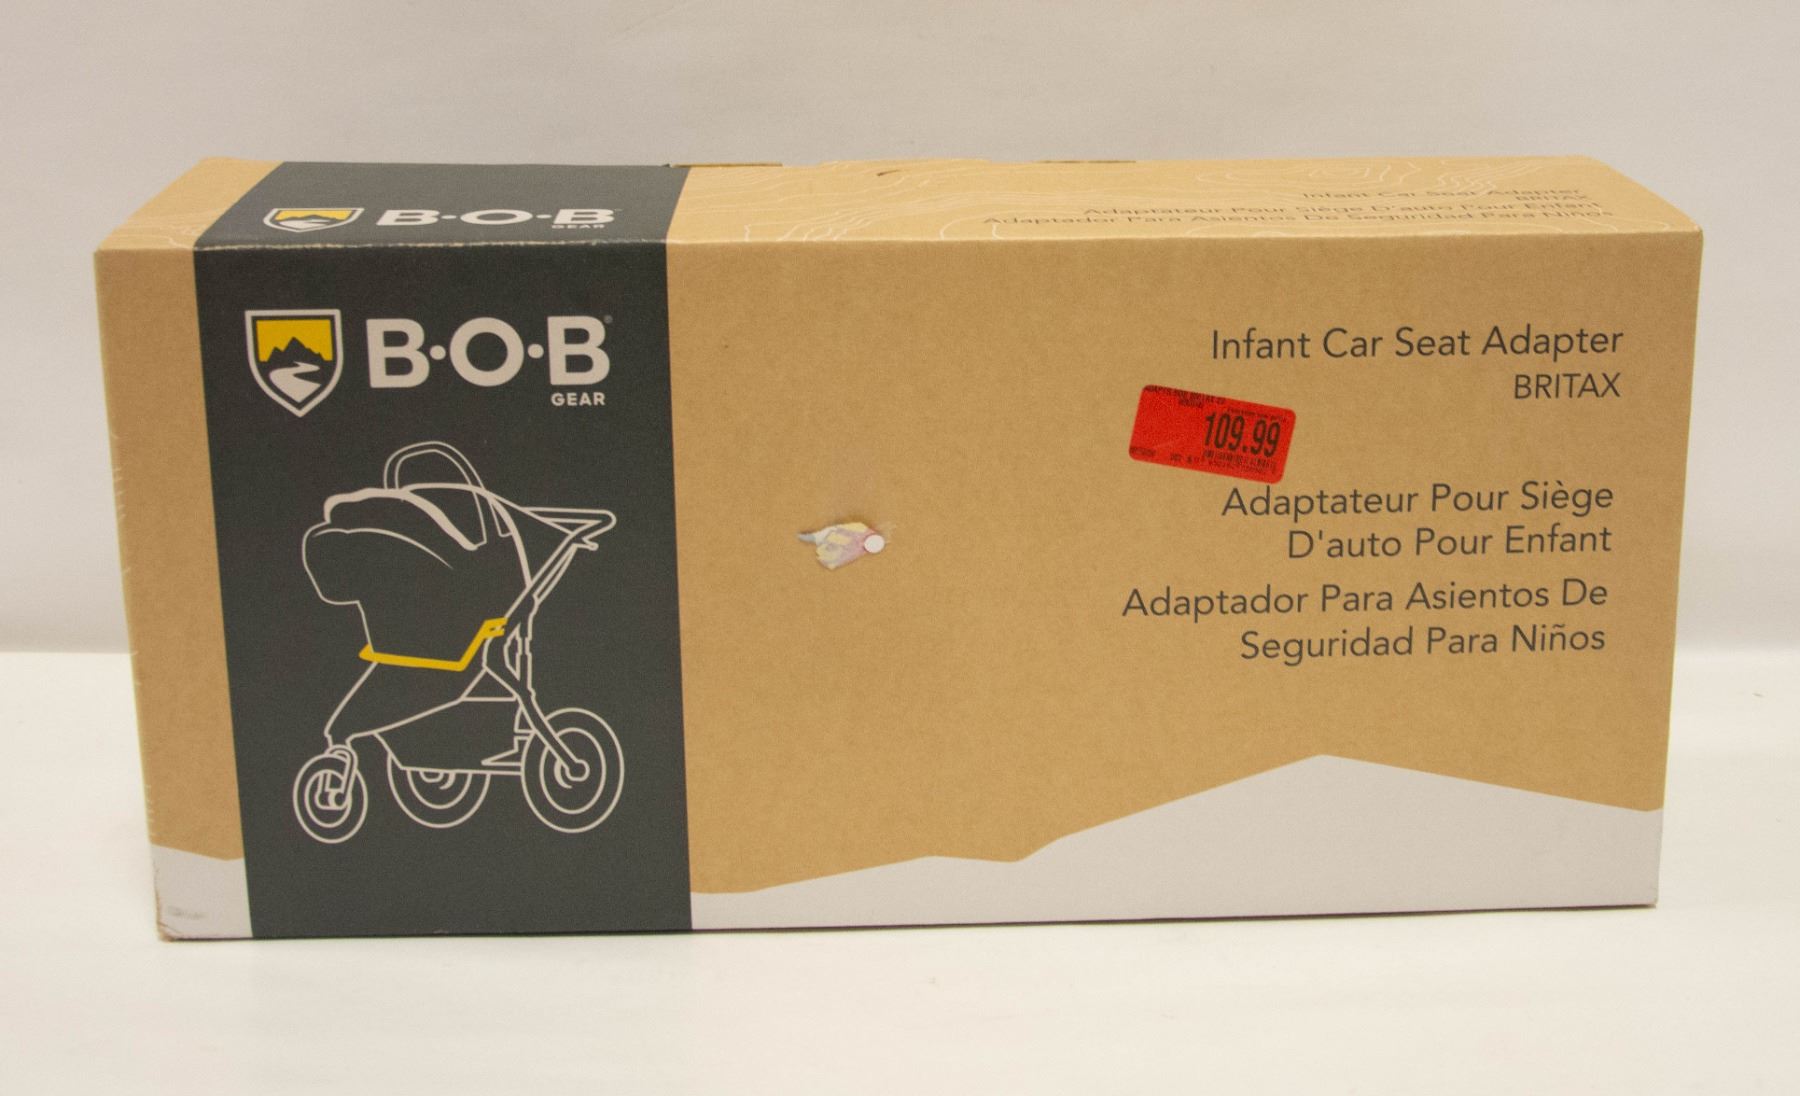 B·O·B
GEAR
Infant Car Seat Adapter
BRITAX
Adaptateur Pour Siège D'auto Pour Enfant
Adaptador Para Asientos De Seguridad Para Niños
B·O·B
GEAR
Infant Car Seat Adapter
BRITAX
109.99
Adaptateur Pour Siège
D'auto Pour Enfant
Adaptador Para Asientos De
Seguridad Para Niños